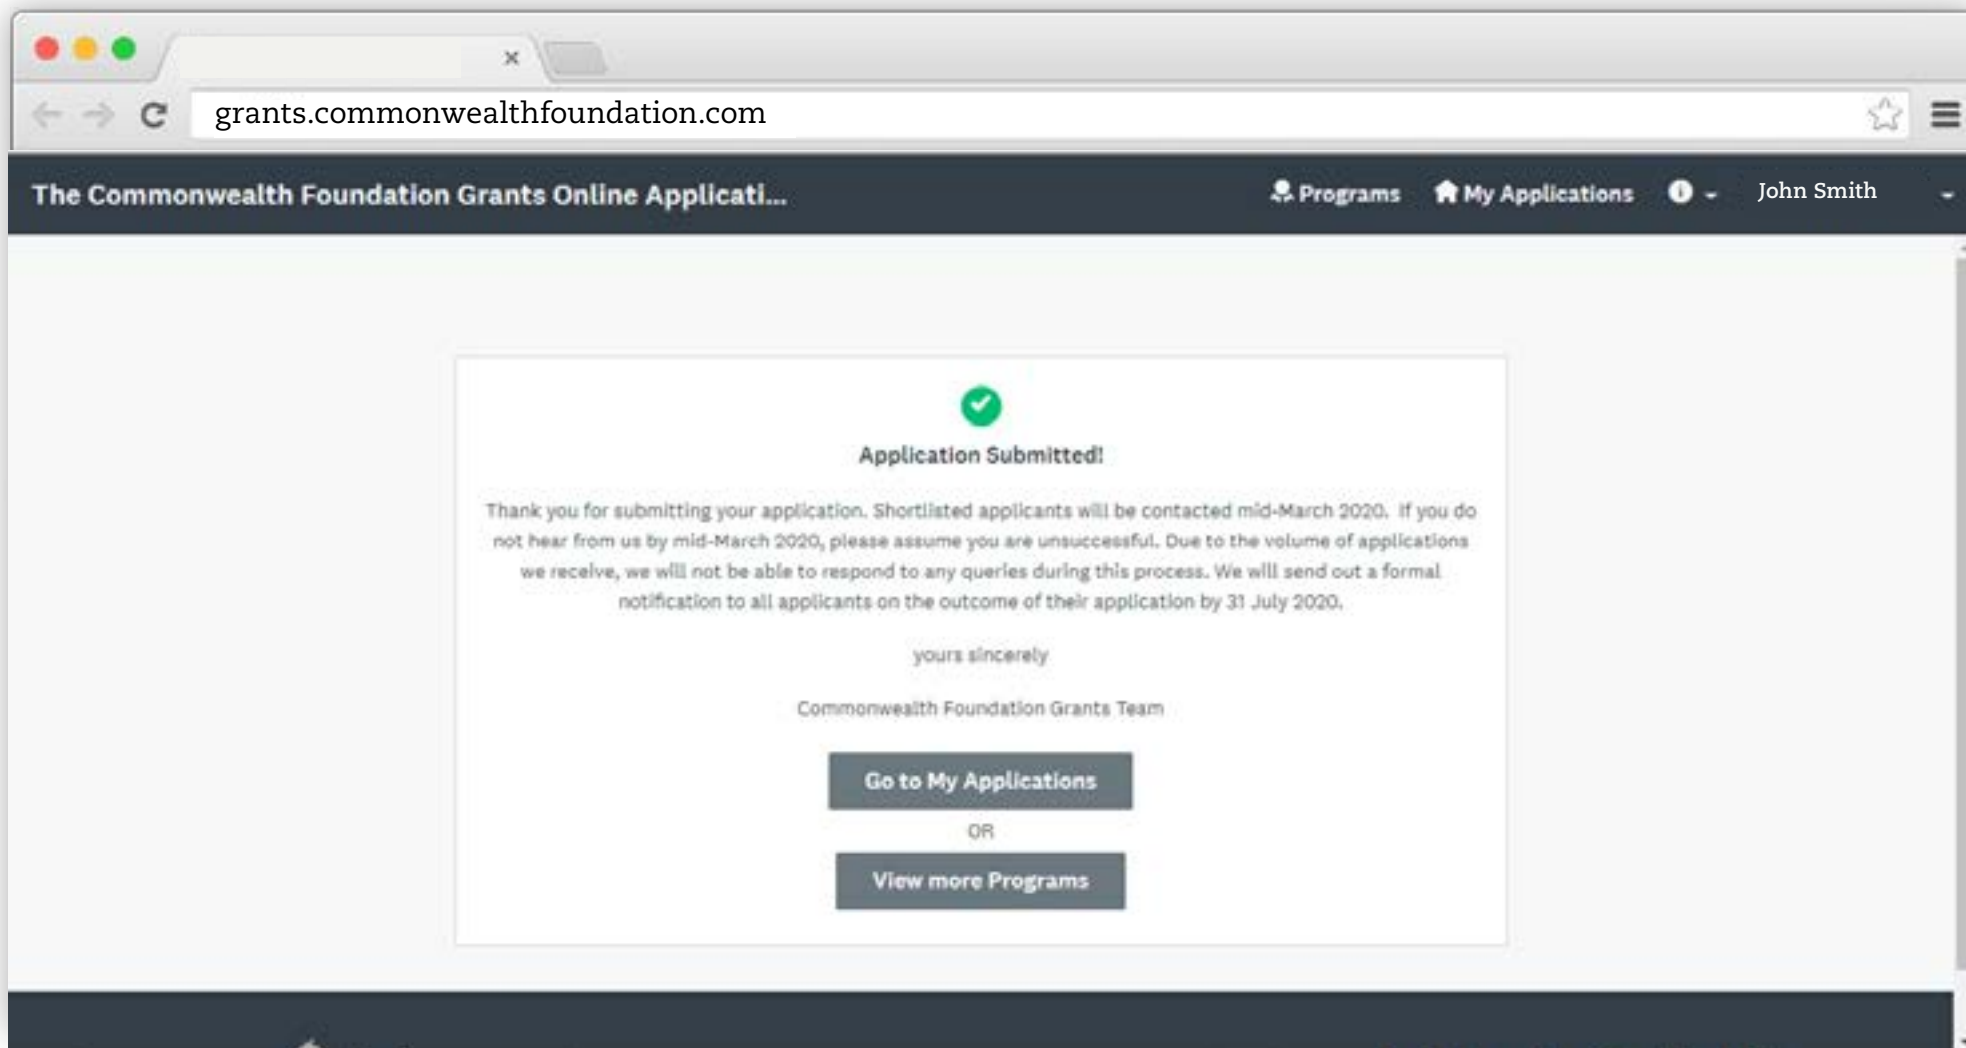 grants.commonwealthfoundation.com
The Commonwealth Foundation Grants Online Applicati...
Programs
My Applications
John Smith
Application Submitted!
Thank you for submitting your application. Shortlisted applicants will be contacted mid-March 2020. If you do
not hear from us by mid-March 2020, please assume you are unsuccessful. Due to the volume of applications
we receive, we will not be able to respond to any queries during this process. We will send out a formal
notification to all applicants on the outcome of their application by 31 July 2020.
yours sincerely
Commonwealth Foundation Grants Team
Go to My Applications
OR
View more Programs